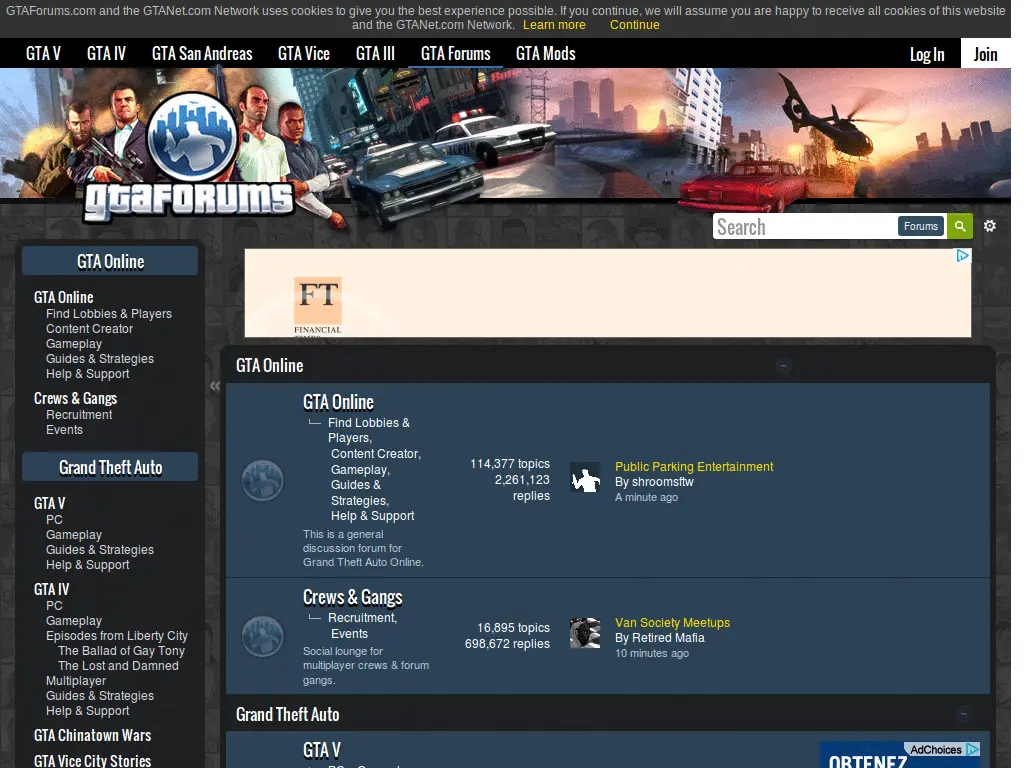 GTAForums.com and the GTANet.com Network uses cookies to give you the best experience possible. If you continue, we will assume you are happy to receive all cookies of this website
and the GTANet.com Network. Learn more Continue
GTA V GTA IV GTA San Andreas GTA Vice GTA III GTA Forums GTA Mods Log In Join
gtaFORUMS
Search Forums
GTA Online
GTA Online
Find Lobbies & Players
Content Creator
Gameplay
Guides & Strategies
Help & Support
Crews & Gangs
Recruitment
Events
Grand Theft Auto
GTA V
PC
Gameplay
Guides & Strategies
Help & Support
GTA IV
PC
Gameplay
Episodes from Liberty City
The Ballad of Gay Tony
The Lost and Damned
Multiplayer
Guides & Strategies
Help & Support
GTA Chinatown Wars
GTA Vice City Stories
«
FT
FINANCIAL
GTA Online
GTA Online
Find Lobbies &
Players,
Content Creator,
Gameplay,
Guides &
Strategies,
Help & Support
This is a general
discussion forum for
Grand Theft Auto Online.
114,377 topics
2,261,123
replies
Public Parking Entertainment
By shroomsftw
A minute ago
Crews & Gangs
Recruitment,
Events
Social lounge for
multiplayer crews & forum
gangs.
16,895 topics
698,672 replies
Van Society Meetups
By Retired Mafia
10 minutes ago
Grand Theft Auto
GTA V
AdChoices
OBTENEZ